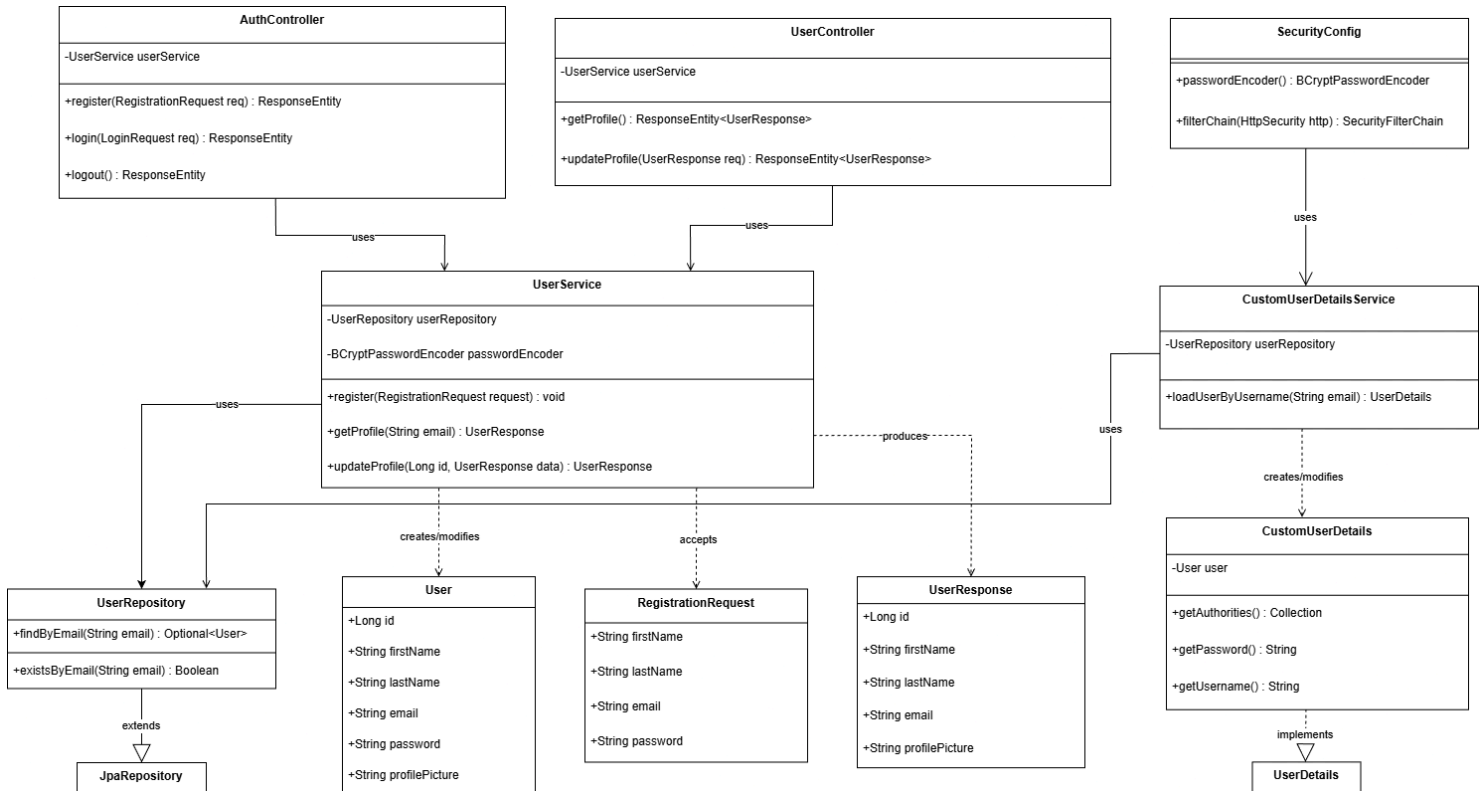 AuthController
-UserService userService
+register(RegistrationRequest req) : ResponseEntity
+login(LoginRequest req) : ResponseEntity
+logout() : ResponseEntity
UserController
-UserService userService
+getProfile() : ResponseEntity<UserResponse>
+updateProfile(UserResponse req) : ResponseEntity<UserResponse>
SecurityConfig
+passwordEncoder() : BCryptPasswordEncoder
+filterChain(HttpSecurity http) : SecurityFilterChain
uses
uses
uses
UserService
-UserRepository userRepository
-BCryptPasswordEncoder passwordEncoder
+register(RegistrationRequest request) : void
+getProfile(String email) : UserResponse
+updateProfile(Long id, UserResponse data) : UserResponse
CustomUserDetailsService
-UserRepository userRepository
+loadUserByUsername(String email) : UserDetails
uses
produces
uses
creates/modifies
accepts
creates/modifies
UserRepository
+findByEmail(String email) : Optional<User>
+existsByEmail(String email) : Boolean
extends
JpaRepository
User
+Long id
+String firstName
+String lastName
+String email
+String password
+String profilePicture
RegistrationRequest
+String firstName
+String lastName
+String email
+String password
UserResponse
+Long id
+String firstName
+String lastName
+String email
+String profilePicture
CustomUserDetails
-User user
+getAuthorities() : Collection
+getPassword() : String
+getUsername() : String
implements
UserDetails